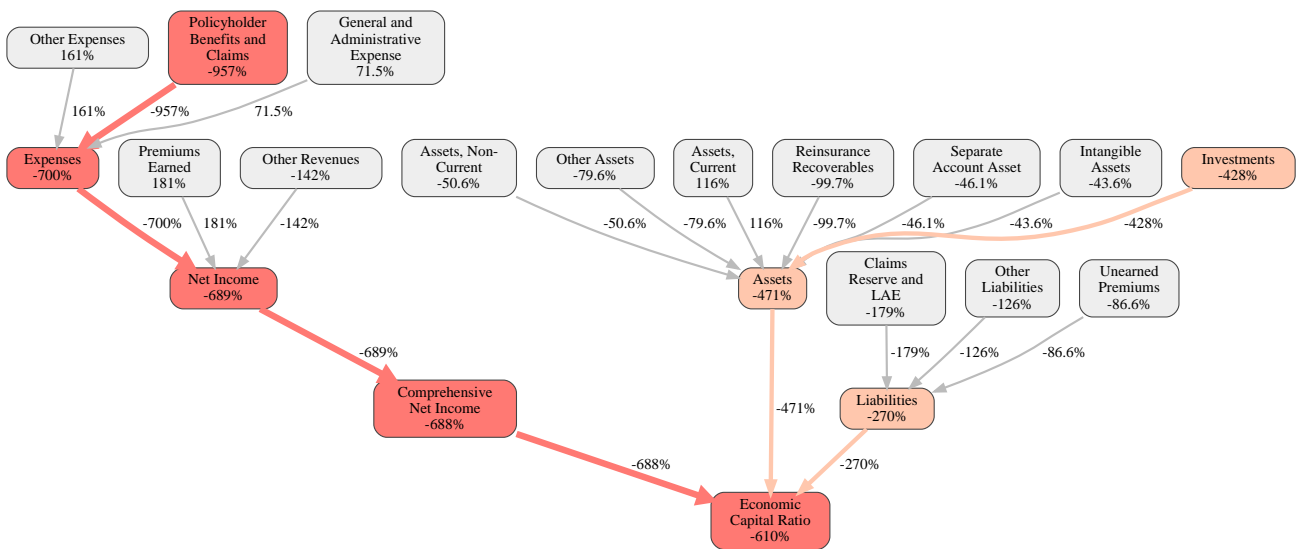 Other Expenses
161%
Policyholder
Benefits and
Claims
-957%
General and
Administrative
Expense
71.5%
161%
-957%
71.5%
Expenses
-700%
Premiums
Earned
181%
Other Revenues
-142%
Assets, Non-
Current
-50.6%
Other Assets
-79.6%
Assets,
Current
116%
Reinsurance
Recoverables
-99.7%
Separate
Account Asset
-46.1%
Intangible
Assets
-43.6%
Investments
-428%
-700%
181%
-142%
-50.6%
-79.6%
116%
-99.7%
-46.1%
-43.6%
-428%
Net Income
-689%
Assets
-471%
Claims
Reserve and
LAE
-179%
Other
Liabilities
-126%
Unearned
Premiums
-86.6%
-689%
-179%
-126%
-86.6%
Comprehensive
Net Income
-688%
-471%
Liabilities
-270%
-688%
-270%
Economic
Capital Ratio
-610%